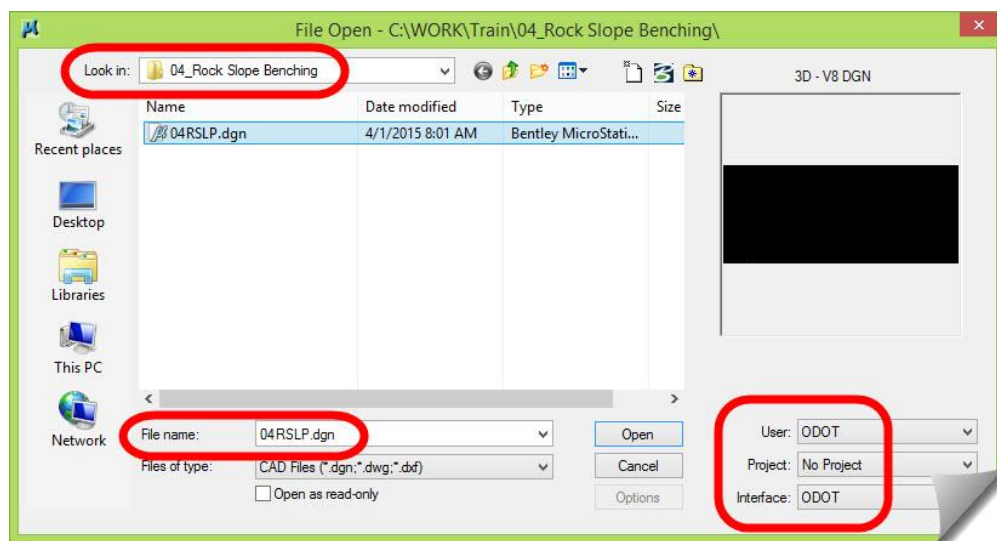 File Open - C:\WORK\Train\04_Rock Slope Benching\
Look in: 04_Rock Slope Benching
3D - V8 DGN
Name Date modified Type Size
04RSLP.dgn 4/1/2015 8:01 AM Bentley MicroStati...
Recent places
Desktop
Libraries
This PC
Network
File name: 04RSLP.dgn Open
Files of type: CAD Files (*.dgn;*.dwg;*.dxf) Cancel
Open as read-only Options
User: ODOT
Project: No Project
Interface: ODOT